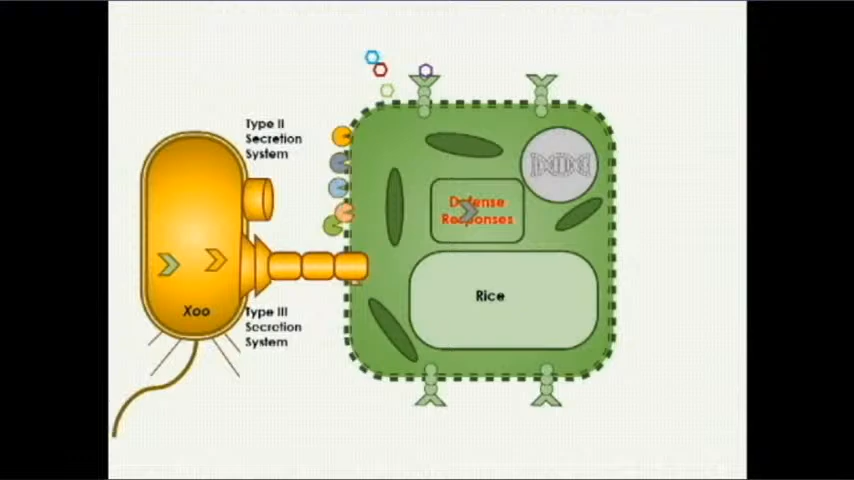 Type II
Secretion
System
Defense
Responses
Rice
Xoo
Type III
Secretion
System